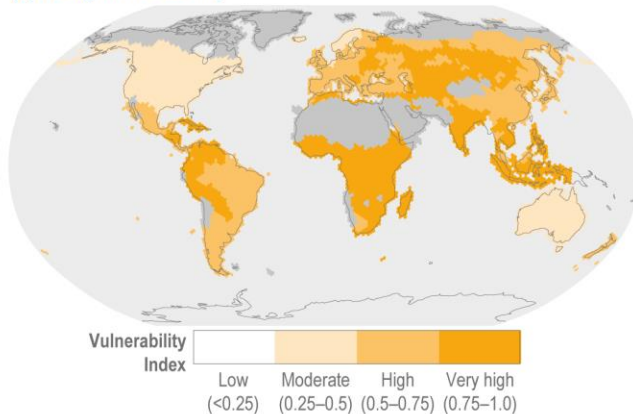 Vulnerability
Index
Low Moderate High Very high
(<0.25) (0.25–0.5) (0.5–0.75) (0.75–1.0)